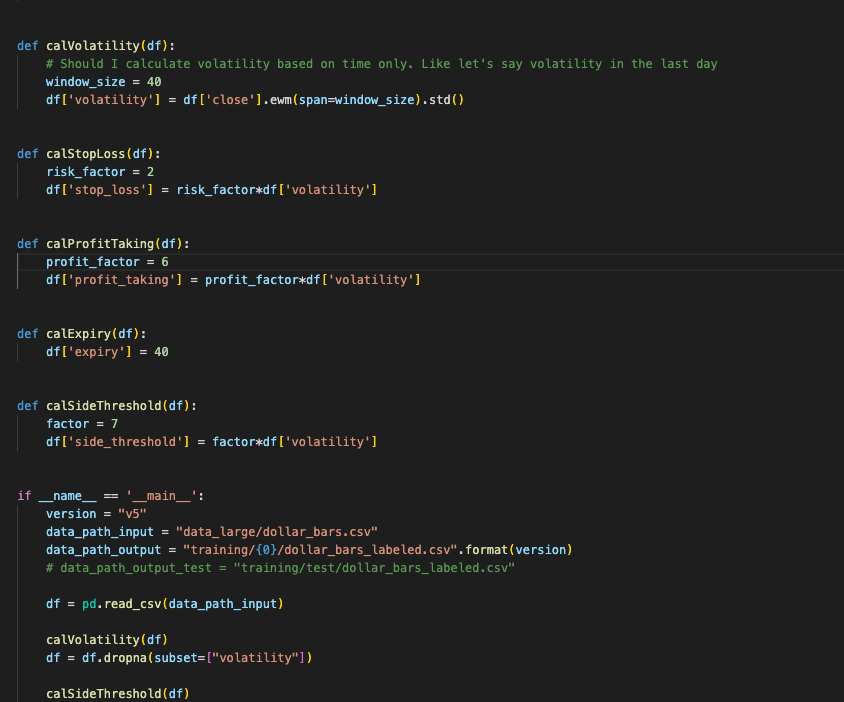 def calVolatility(df):
    # Should I calculate volatility based on time only. Like let's say volatility in the last day
    window_size = 40
    df['volatility'] = df['close'].ewm(span=window_size).std()
def calStopLoss(df):
    risk_factor = 2
    df['stop_loss'] = risk_factor*df['volatility']
def calProfitTaking(df):
    profit_factor = 6
    df['profit_taking'] = profit_factor*df['volatility']
def calExpiry(df):
    df['expiry'] = 40
def calSideThreshold(df):
    factor = 7
    df['side_threshold'] = factor*df['volatility']
if __name__ == '__main__':
    version = "v5"
    data_path_input = "data_large/dollar_bars.csv"
    data_path_output = "training/{0}/dollar_bars_labeled.csv".format(version)
    # data_path_output_test = "training/test/dollar_bars_labeled.csv"
    df = pd.read_csv(data_path_input)
    calVolatility(df)
    df = df.dropna(subset=["volatility"])
    calSideThreshold(df)